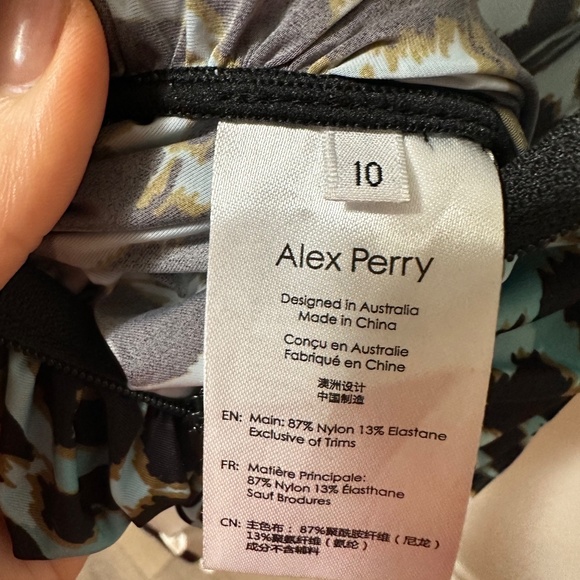 10
Alex Perry
Designed in Australia
Made in China
Conçu en Australie
Fabriqué en Chine
澳洲设计
中国制造
EN: Main: 87% Nylon 13% Elastane
Exclusive of Trims
FR: Matière Principale:
87% Nylon 13% Élasthane
Sauf Brodures
CN: 主色布： 87%聚酰胺纤维（尼龙）
13%聚氨纤维（氨纶）
成分不含辅料